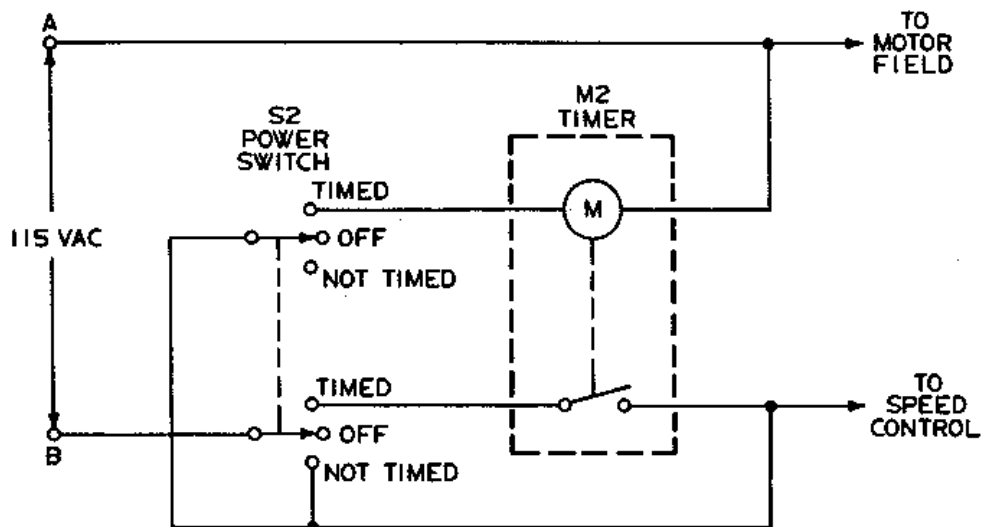 A
TO
MOTOR
FIELD
M2
TIMER
S2
POWER
SWITCH
TIMED
M
115 VAC
OFF
NOT TIMED
TIMED
TO
SPEED
CONTROL
OFF
B
NOT TIMED